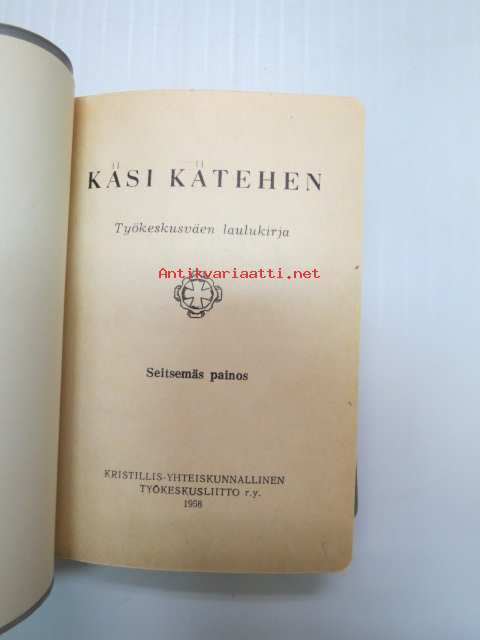 KÄSI KÄTEHEN
Työkeskusväen laulukirja
Antikvariaatti.net
Seitsemäs painos
KRISTILLIS-YHTEISKUNNALLINEN
TYÖKESKUSLIITTO r.y.
1958